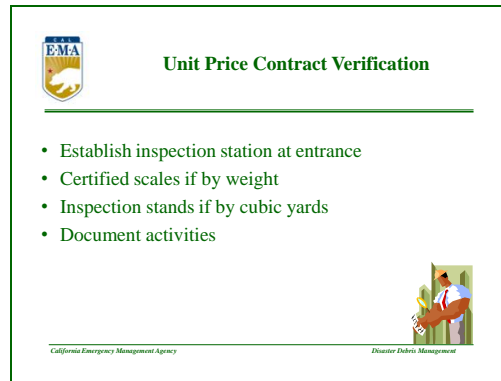 CAL
E·M·A
Unit Price Contract Verification
• Establish inspection station at entrance
• Certified scales if by weight
• Inspection stands if by cubic yards
• Document activities
California Emergency Management Agency
Disaster Debris Management